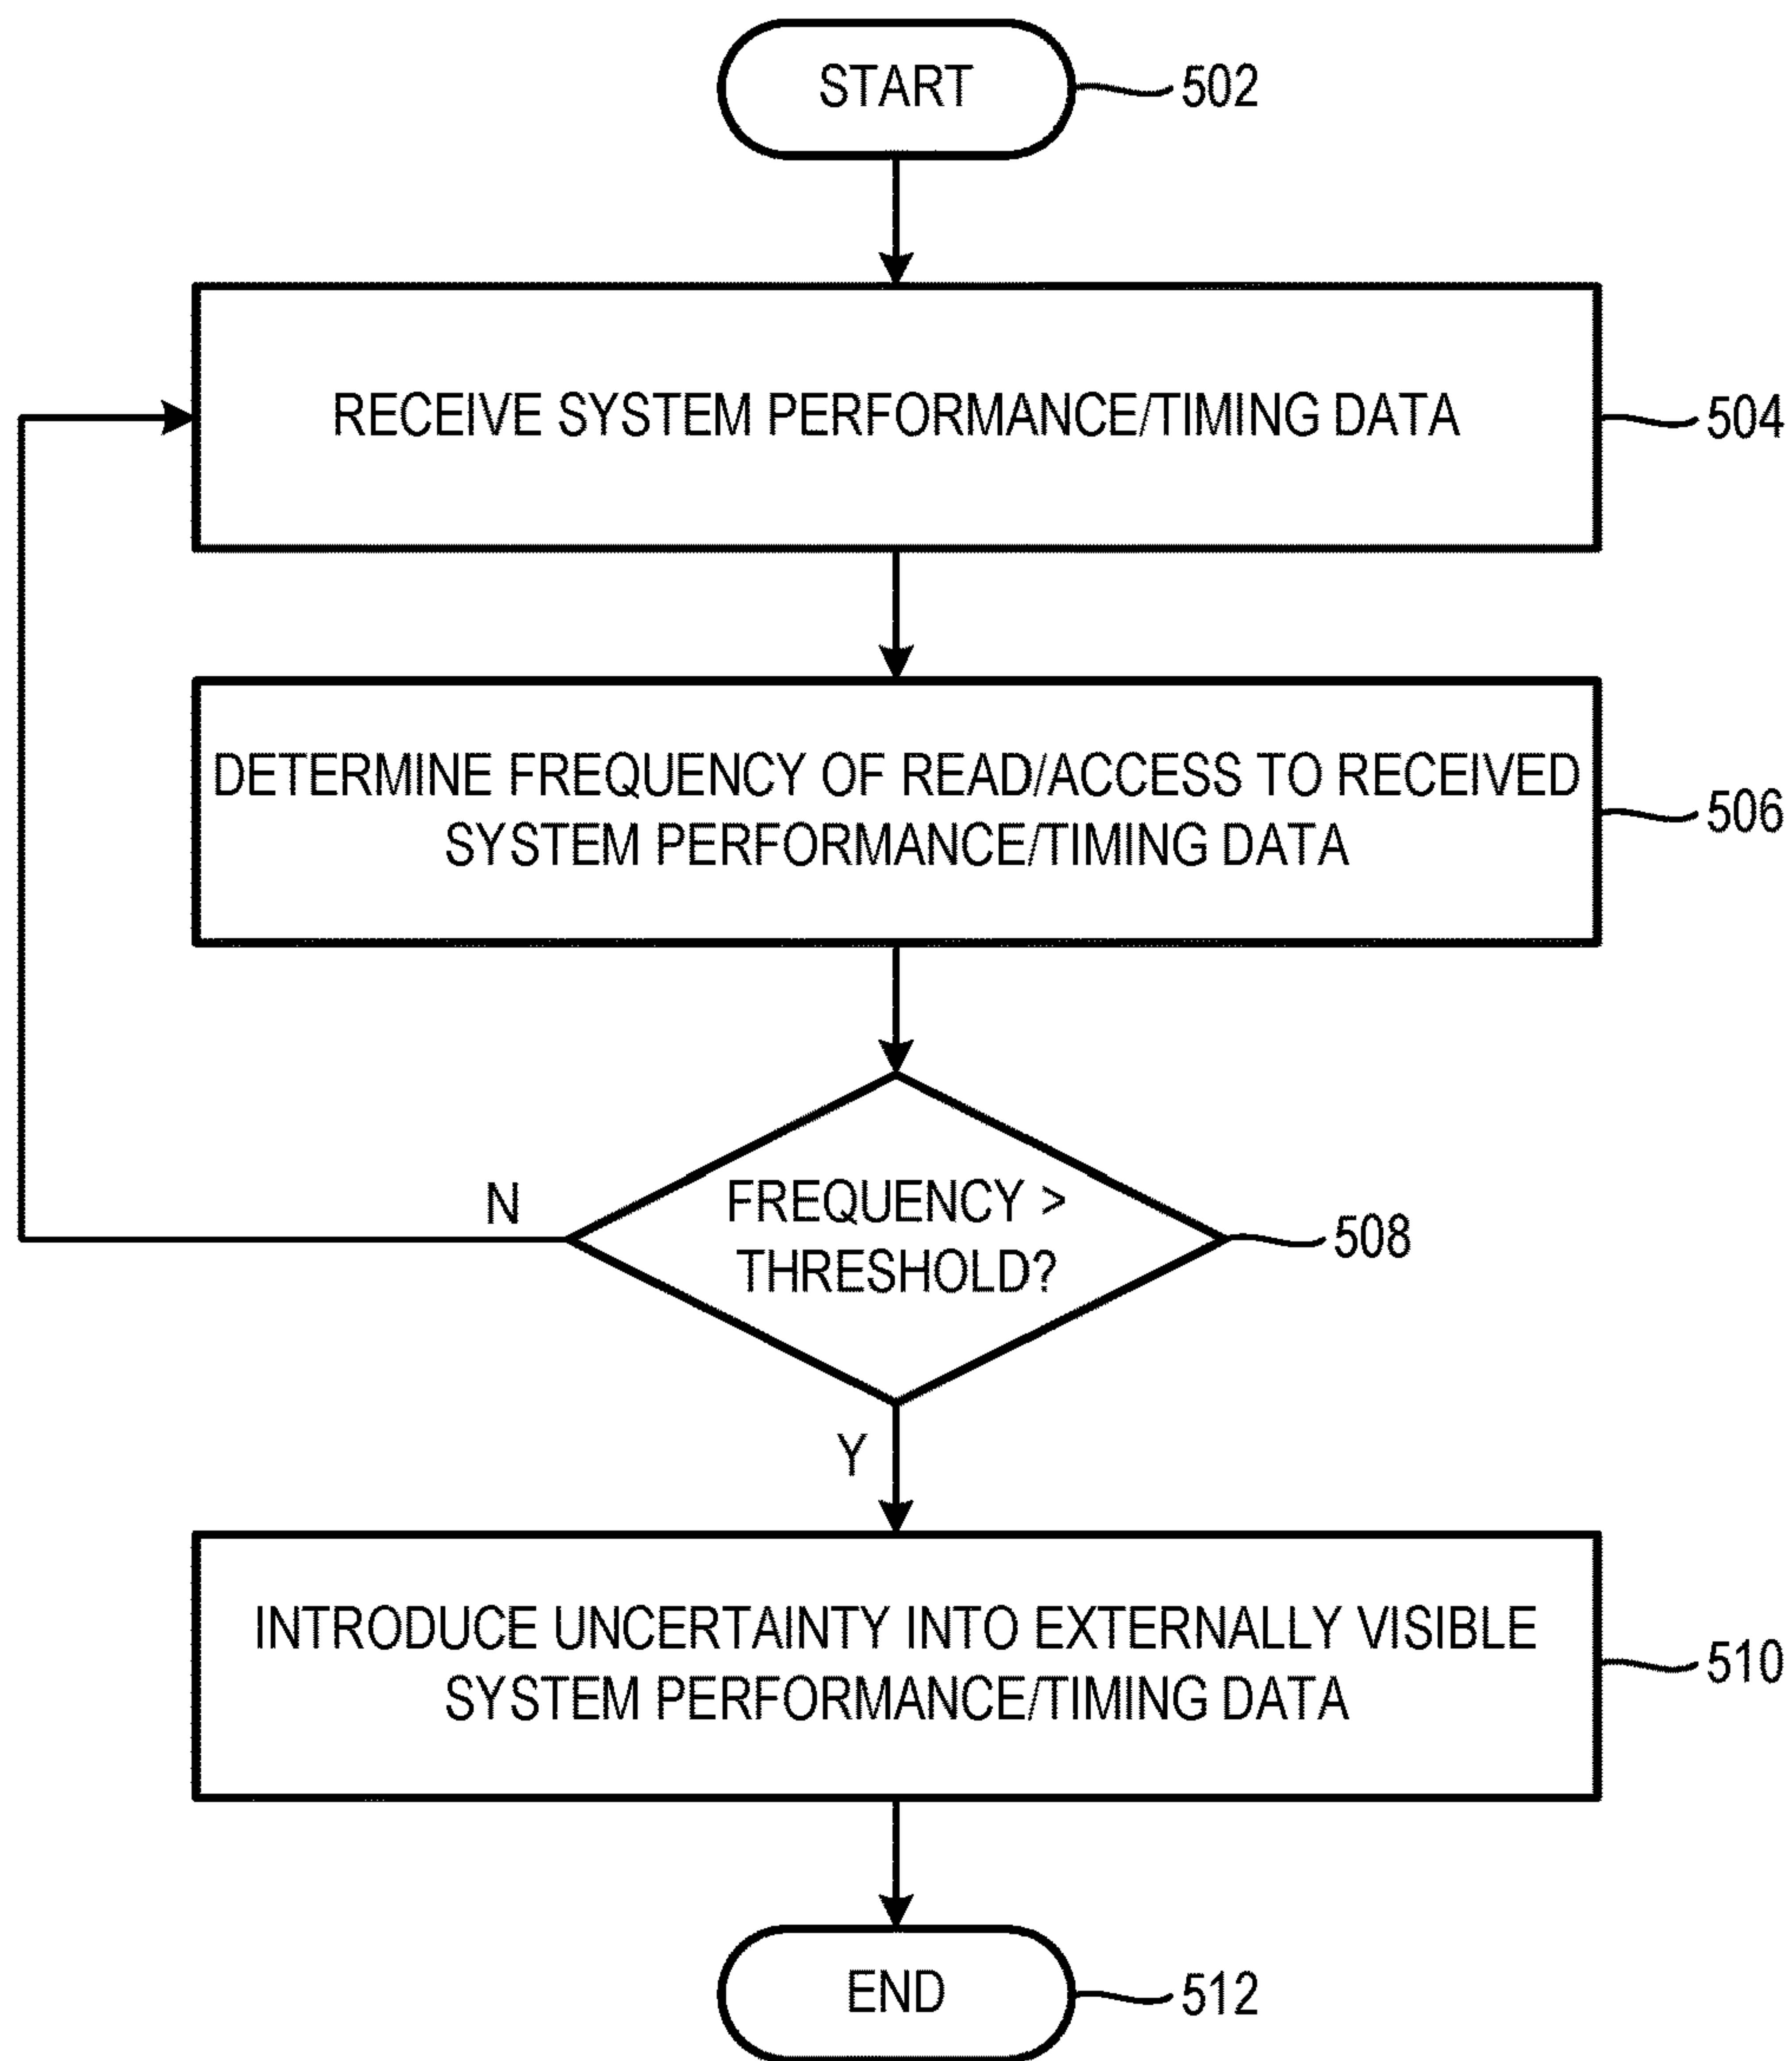 START
502
RECEIVE SYSTEM PERFORMANCE/TIMING DATA
504
DETERMINE FREQUENCY OF READ/ACCESS TO RECEIVED
SYSTEM PERFORMANCE/TIMING DATA
506
FREQUENCY >
THRESHOLD?
508
N
Y
INTRODUCE UNCERTAINTY INTO EXTERNALLY VISIBLE
SYSTEM PERFORMANCE/TIMING DATA
510
END
512